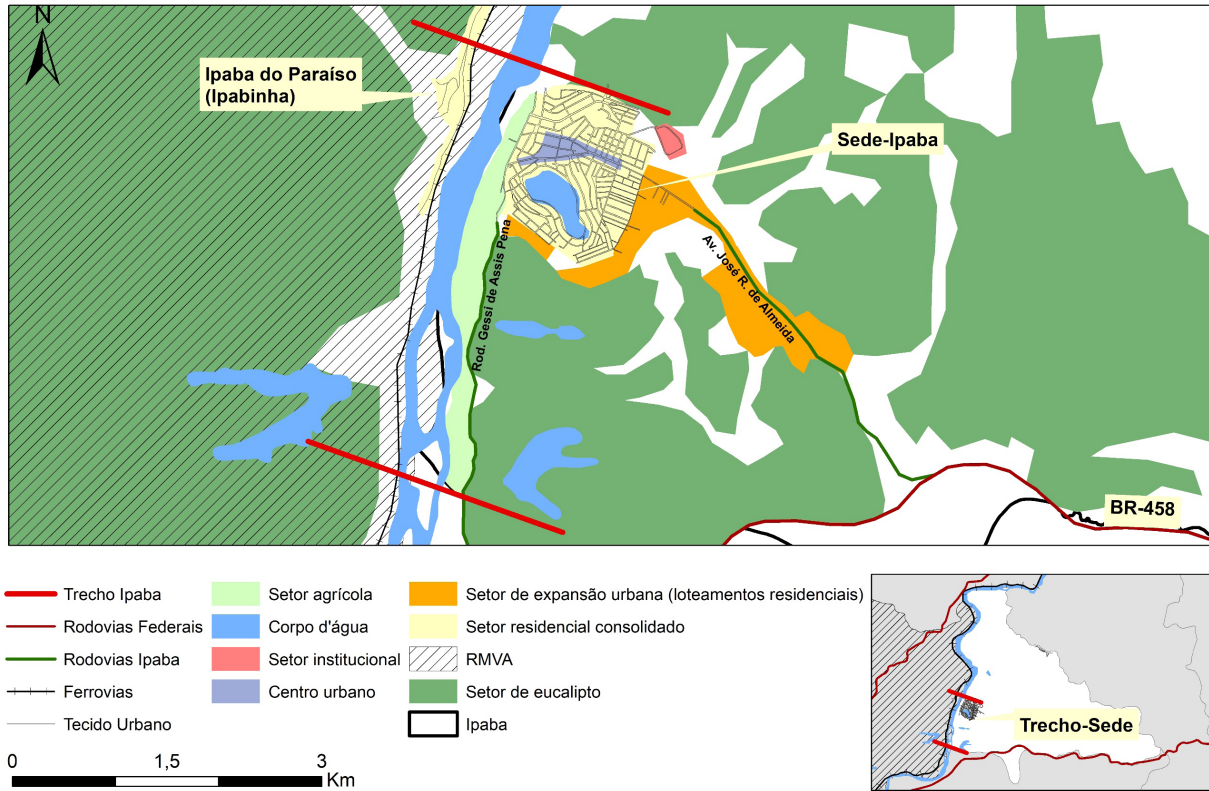 N
Ipaba do Paraíso
(Ipabinha)
Sede-Ipaba
Rod. Gessi de Assis Pena
Av. José R. de Almeida
BR-458
Trecho Ipaba
Rodovias Federais
Rodovias Ipaba
Ferrovias
Tecido Urbano
Setor agrícola
Corpo d'água
Setor institucional
Centro urbano
Setor de expansão urbana (loteamentos residenciais)
Setor residencial consolidado
RMVA
Setor de eucalipto
Ipaba
0 1,5 3
Km
Trecho-Sede